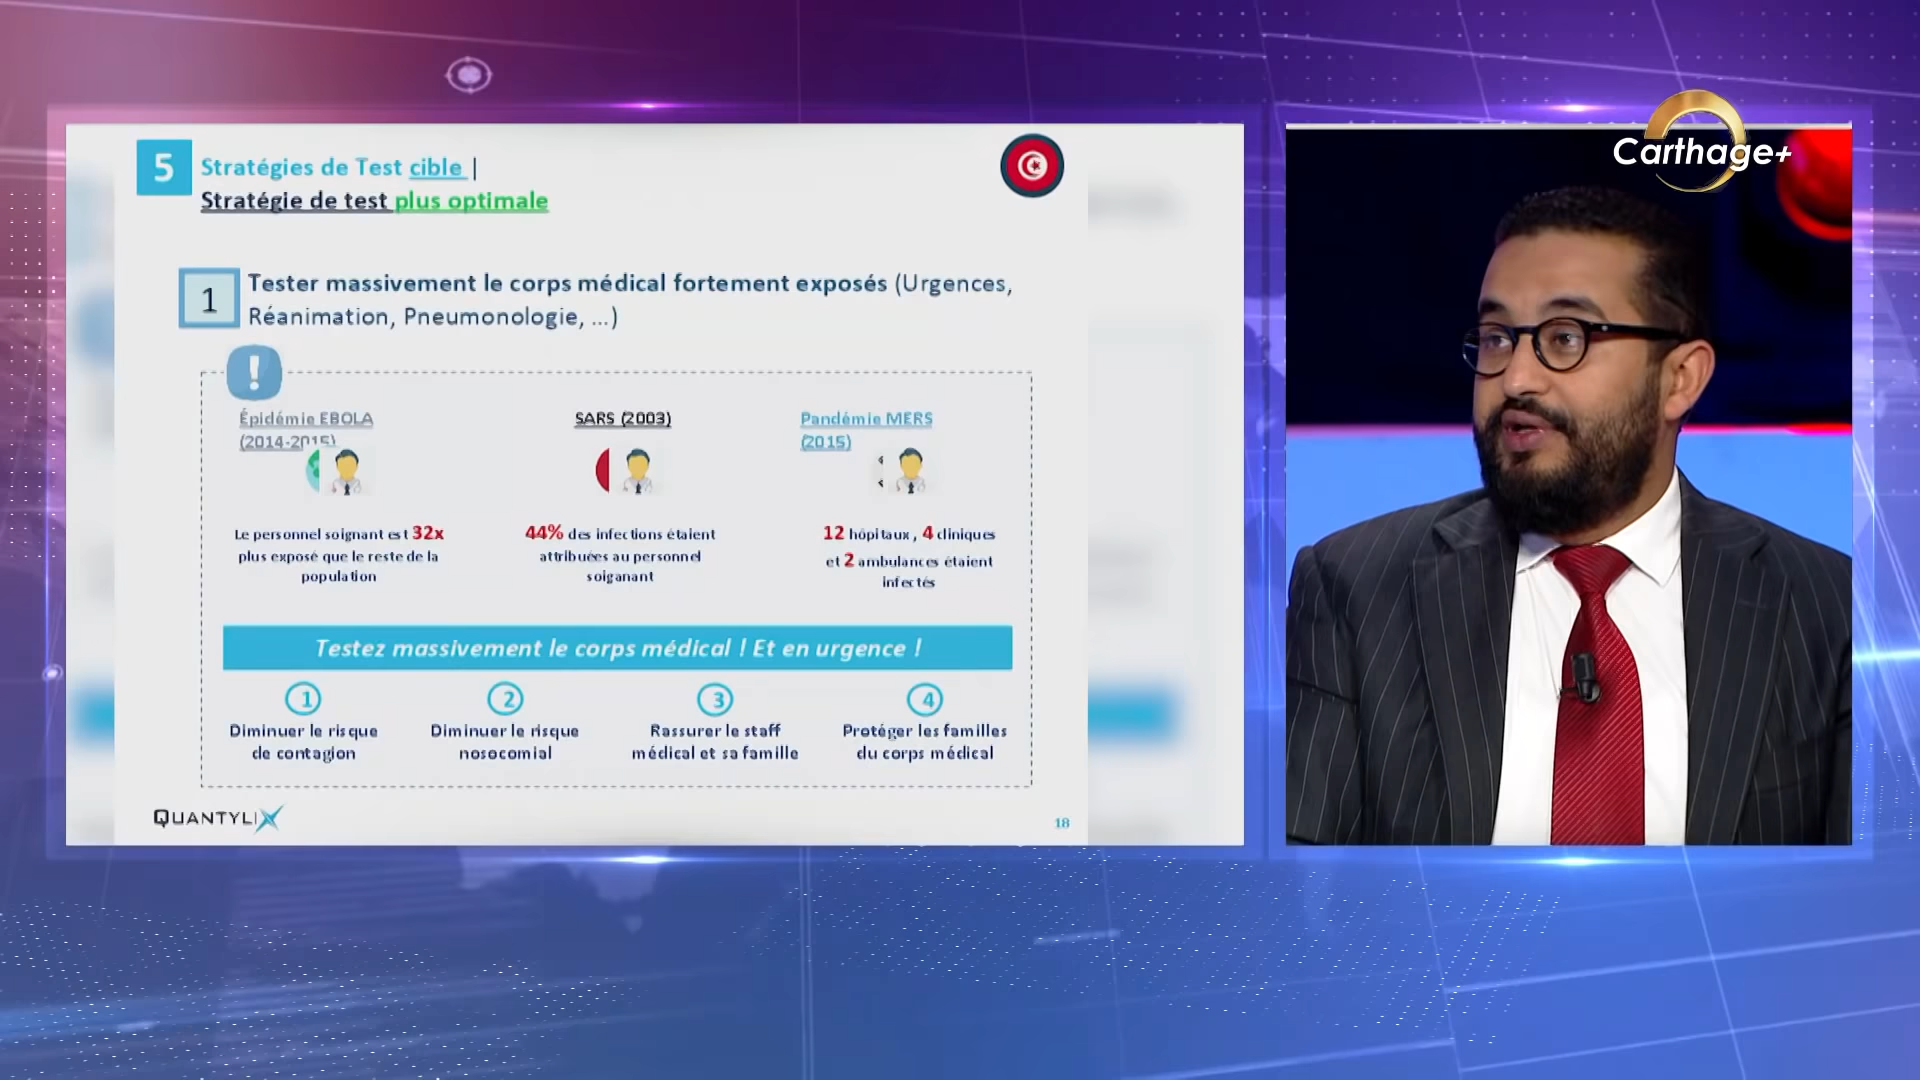 5
Stratégies de Test cible |
Stratégie de test plus optimale
1
Tester massivement le corps médical fortement exposés (Urgences,
Réanimation, Pneumonologie, ...)
!
Épidémie EBOLA
(2014-2015)
Le personnel soignant est 32x
plus exposé que le reste de la
population
SARS (2003)
44% des infections étaient
attribuées au personnel
soiganant
Pandémie MERS
(2015)
12 hôpitaux , 4 cliniques
et 2 ambulances étaient
infectés
Testez massivement le corps médical ! Et en urgence !
1
Diminuer le risque
de contagion
2
Diminuer le risque
nosocomial
3
Rassurer le staff
médical et sa famille
4
Protéger les familles
du corps médical
QUANTYLIX
18
Carthage+